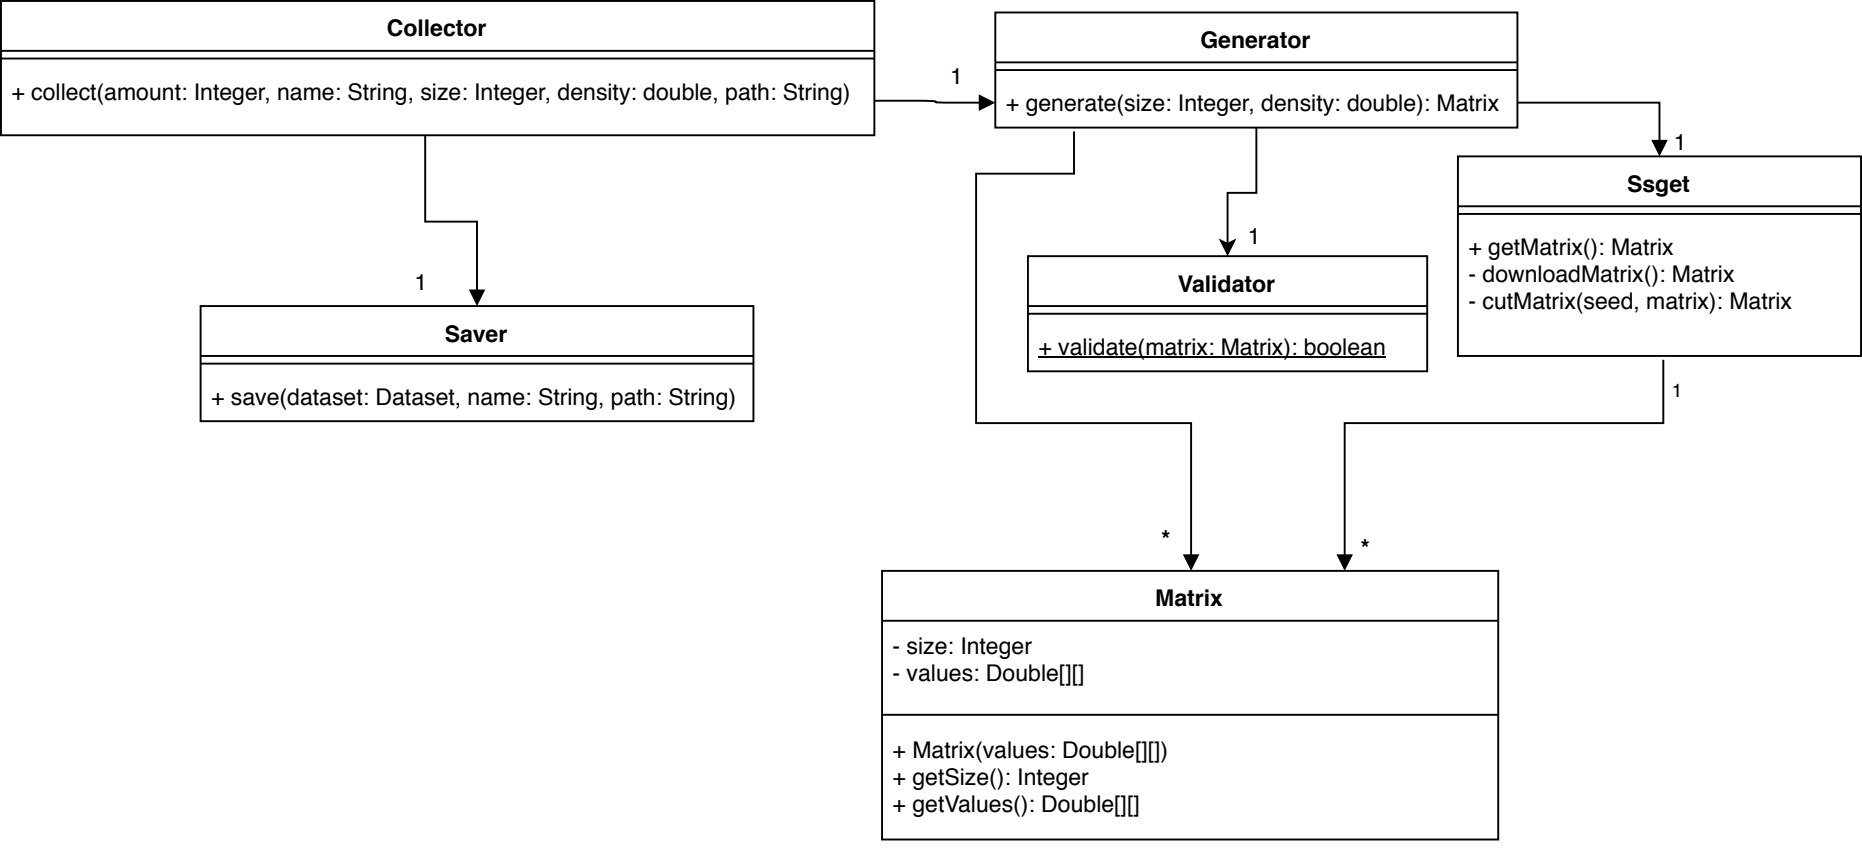 Collector
+ collect(amount: Integer, name: String, size: Integer, density: double, path: String)
1
Generator
+ generate(size: Integer, density: double): Matrix
1
Ssget
+ getMatrix(): Matrix
- downloadMatrix(): Matrix
- cutMatrix(seed, matrix): Matrix
1
Validator
+ validate(matrix: Matrix): boolean
1
Saver
+ save(dataset: Dataset, name: String, path: String)
1
*
*
Matrix
- size: Integer
- values: Double[][]
+ Matrix(values: Double[][])
+ getSize(): Integer
+ getValues(): Double[][]